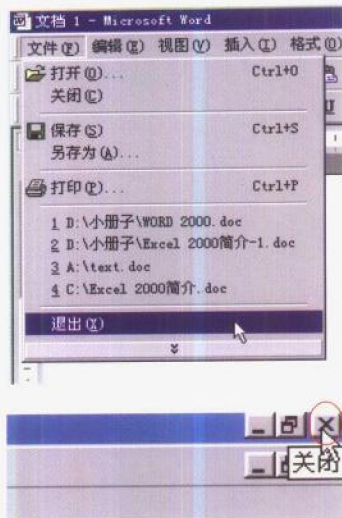 文档 1 - Microsoft Word
文件(F) 编辑(E) 视图(V) 插入(I) 格式(O)
打开(O)... Ctrl+O
关闭(C)
保存(S) Ctrl+S
另存为(A)...
打印(P)... Ctrl+P
1 D:\小册子\WORD 2000.doc
2 D:\小册子\Excel 2000简介-1.doc
3 A:\text.doc
4 C:\Excel 2000简介.doc
退出(X)
关闭